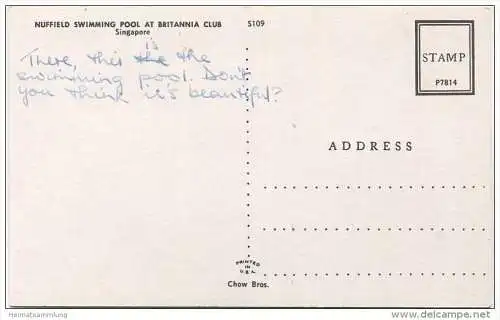 NUFFIELD SWIMMING POOL AT BRITANNIA CLUB S109
Singapore
is
There, this the the
swimming pool. Don't
you think it's beautiful?
STAMP
P7814
ADDRESS
PRINTED
IN
Chow Bros.
Heimatsammlung
www.delcampe.net